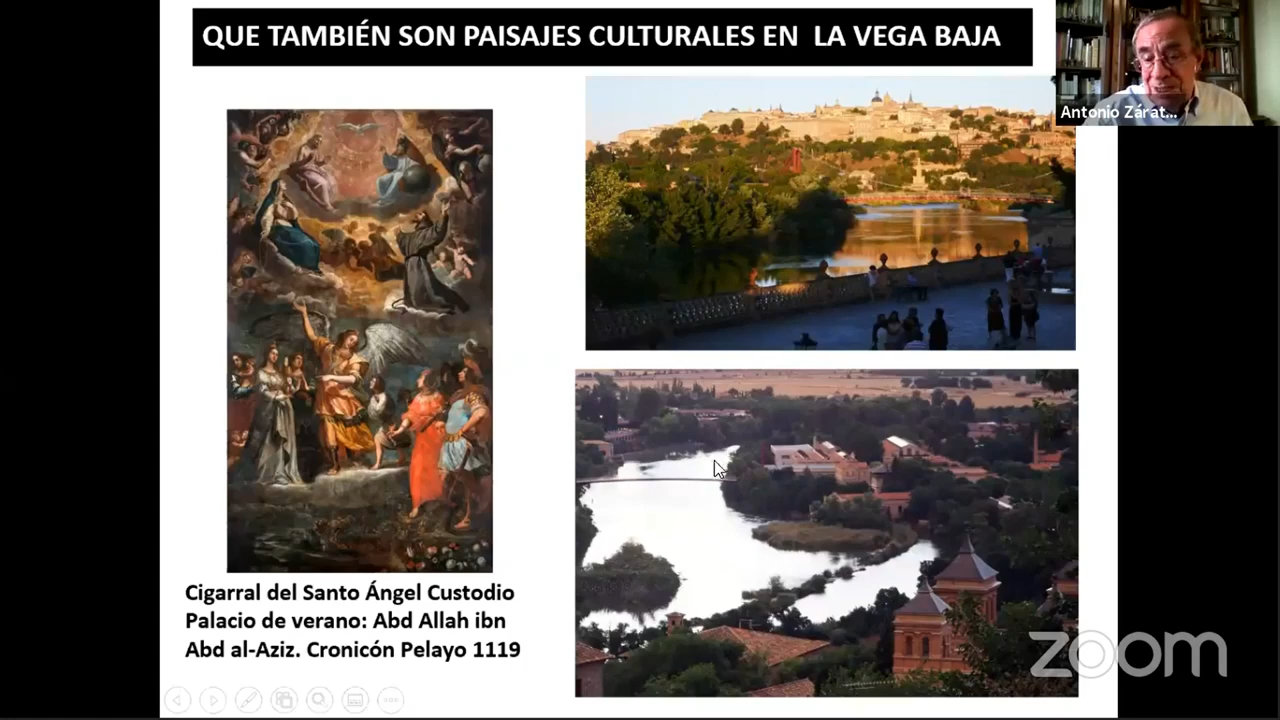 QUE TAMBIÉN SON PAISAJES CULTURALES EN LA VEGA BAJA
Antonio Zárat...
Cigarral del Santo Ángel Custodio
Palacio de verano: Abd Allah ibn
Abd al-Aziz. Cronicón Pelayo 1119
zoom